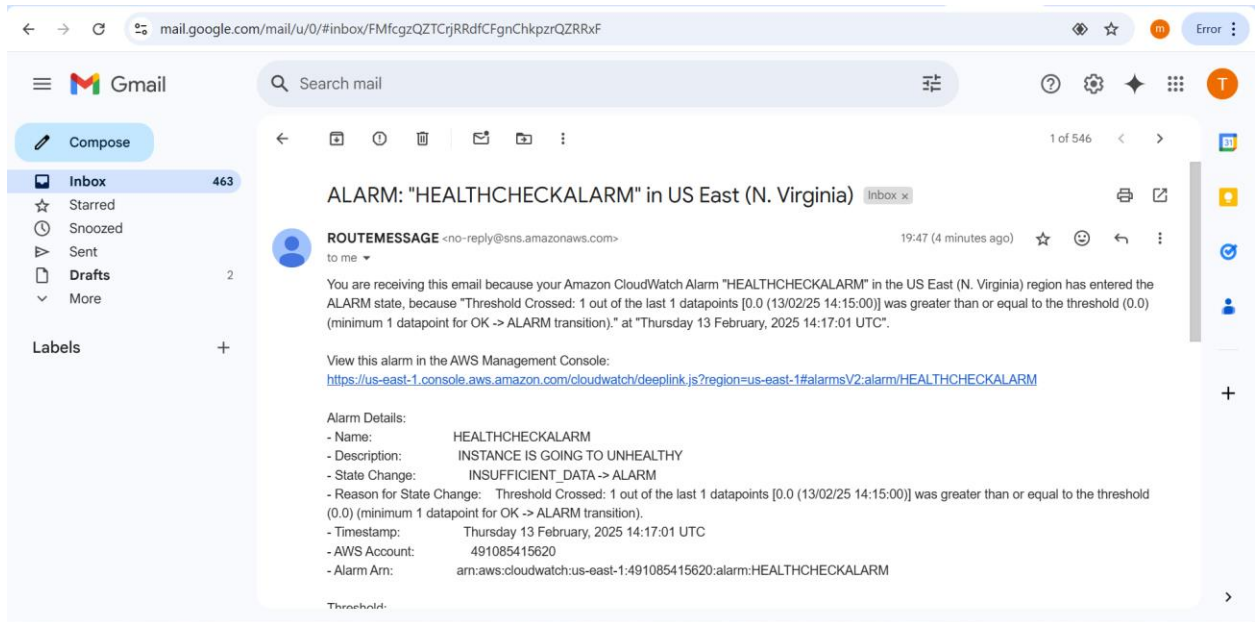 mail.google.com/mail/u/0/#inbox/FMfcgzQZTCrjRRdfCFgnChkpzrQZRRxF
m
Error
Gmail
Search mail
T
Compose
1 of 546
31
Inbox 463
Starred
Snoozed
Sent
Drafts 2
More
Labels
ALARM: "HEALTHCHECKALARM" in US East (N. Virginia) Inbox x
ROUTEMESSAGE <no-reply@sns.amazonaws.com> 19:47 (4 minutes ago)
to me
You are receiving this email because your Amazon CloudWatch Alarm "HEALTHCHECKALARM" in the US East (N. Virginia) region has entered the
ALARM state, because "Threshold Crossed: 1 out of the last 1 datapoints [0.0 (13/02/25 14:15:00)] was greater than or equal to the threshold (0.0)
(minimum 1 datapoint for OK -> ALARM transition)." at "Thursday 13 February, 2025 14:17:01 UTC".
View this alarm in the AWS Management Console:
https://us-east-1.console.aws.amazon.com/cloudwatch/deeplink.js?region=us-east-1#alarmsV2:alarm/HEALTHCHECKALARM
Alarm Details:
- Name: HEALTHCHECKALARM
- Description: INSTANCE IS GOING TO UNHEALTHY
- State Change: INSUFFICIENT_DATA -> ALARM
- Reason for State Change: Threshold Crossed: 1 out of the last 1 datapoints [0.0 (13/02/25 14:15:00)] was greater than or equal to the threshold
(0.0) (minimum 1 datapoint for OK -> ALARM transition).
- Timestamp: Thursday 13 February, 2025 14:17:01 UTC
- AWS Account: 491085415620
- Alarm Arn: arn:aws:cloudwatch:us-east-1:491085415620:alarm:HEALTHCHECKALARM
Threshold: